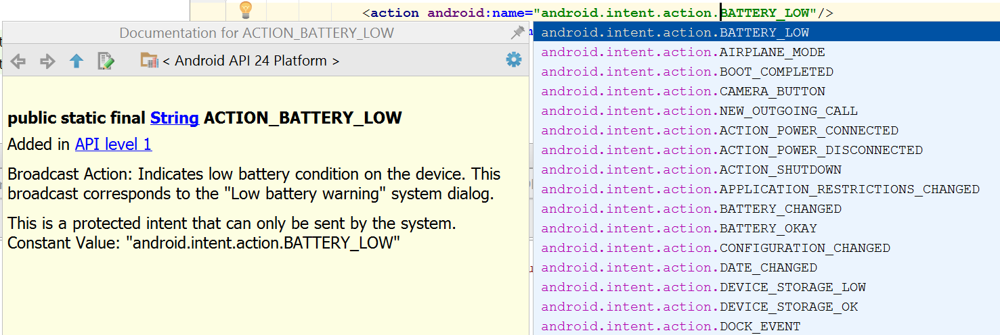 <action android:name="android.intent.action.BATTERY_LOW"/>
Documentation for ACTION_BATTERY_LOW
< Android API 24 Platform >
public static final String ACTION_BATTERY_LOW
Added in API level 1
Broadcast Action: Indicates low battery condition on the device. This
broadcast corresponds to the "Low battery warning" system dialog.
This is a protected intent that can only be sent by the system.
Constant Value: "android.intent.action.BATTERY_LOW"
android.intent.action.BATTERY_LOW
android.intent.action.AIRPLANE_MODE
android.intent.action.BOOT_COMPLETED
android.intent.action.CAMERA_BUTTON
android.intent.action.NEW_OUTGOING_CALL
android.intent.action.ACTION_POWER_CONNECTED
android.intent.action.ACTION_POWER_DISCONNECTED
android.intent.action.ACTION_SHUTDOWN
android.intent.action.APPLICATION_RESTRICTIONS_CHANGED
android.intent.action.BATTERY_CHANGED
android.intent.action.BATTERY_OKAY
android.intent.action.CONFIGURATION_CHANGED
android.intent.action.DATE_CHANGED
android.intent.action.DEVICE_STORAGE_LOW
android.intent.action.DEVICE_STORAGE_OK
android.intent.action.DOCK_EVENT